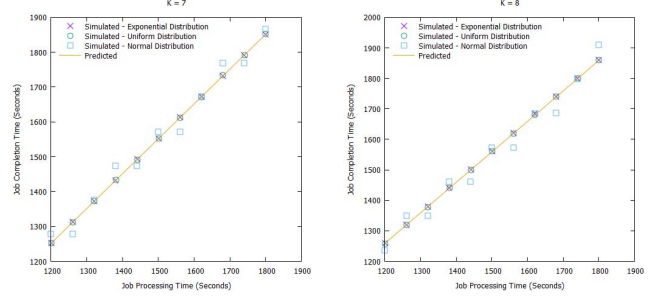 K = 7
1900
1800
1700
1600
1500
1400
1300
1200
Job Completion Time (Seconds)
Simulated - Exponential Distribution
Simulated - Uniform Distribution
Simulated - Normal Distribution
Predicted
1200 1300 1400 1500 1600 1700 1800 1900
Job Processing Time (Seconds)
K = 8
2000
1900
1800
1700
1600
1500
1400
1300
1200
Job Completion Time (Seconds)
Simulated - Exponential Distribution
Simulated - Uniform Distribution
Simulated - Normal Distribution
Predicted
1200 1300 1400 1500 1600 1700 1800 1900
Job Processing Time (Seconds)